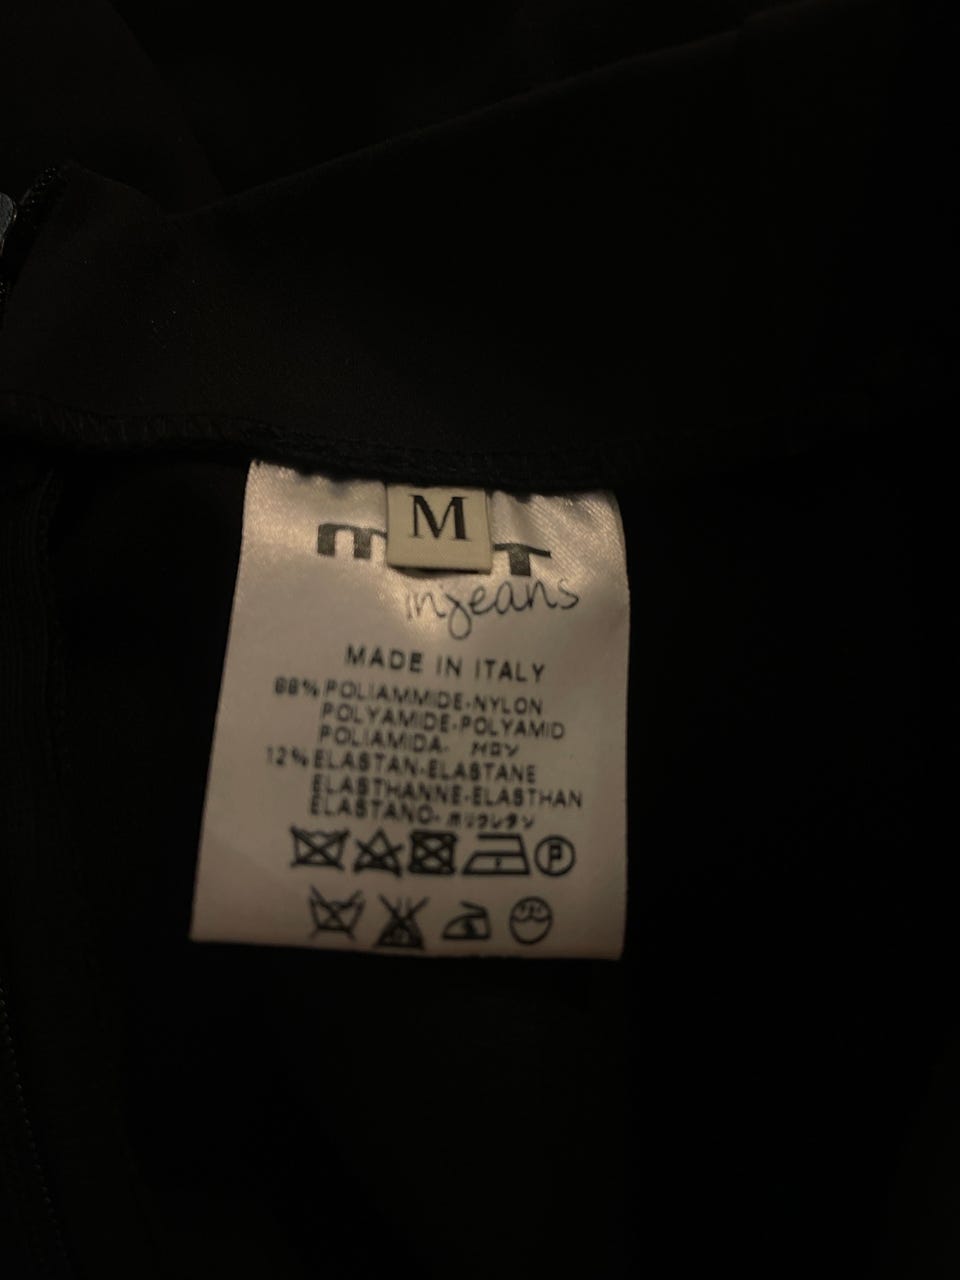 M
injeans
MADE IN ITALY
88% POLIAMMIDE-NYLON
POLYAMIDE-POLYAMID
POLIAMIDA-
12% ELASTAN-ELASTANE
ELASTHANNE-ELASTHAN
ELASTANO-
P